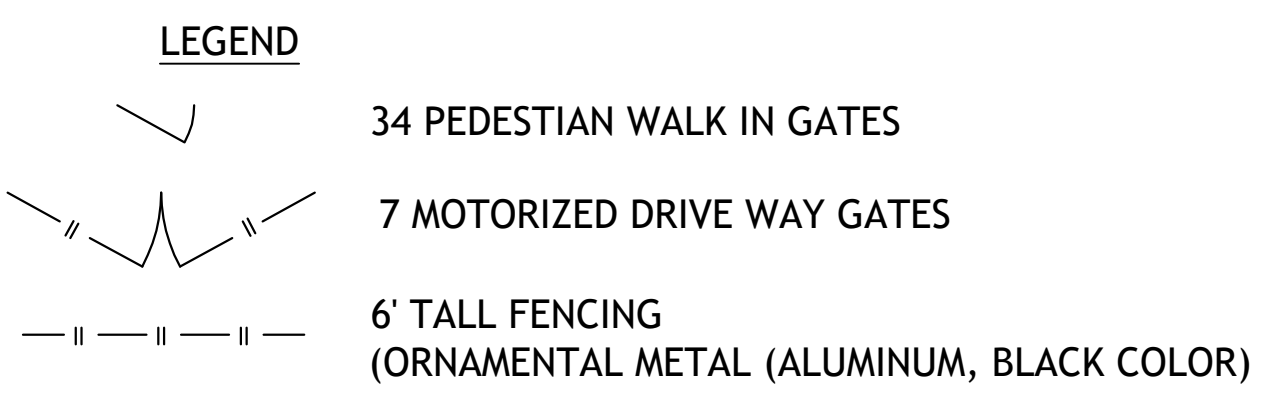 LEGEND
34 PEDESTIAN WALK IN GATES
7 MOTORIZED DRIVE WAY GATES
6' TALL FENCING
(ORNAMENTAL METAL (ALUMINUM, BLACK COLOR)